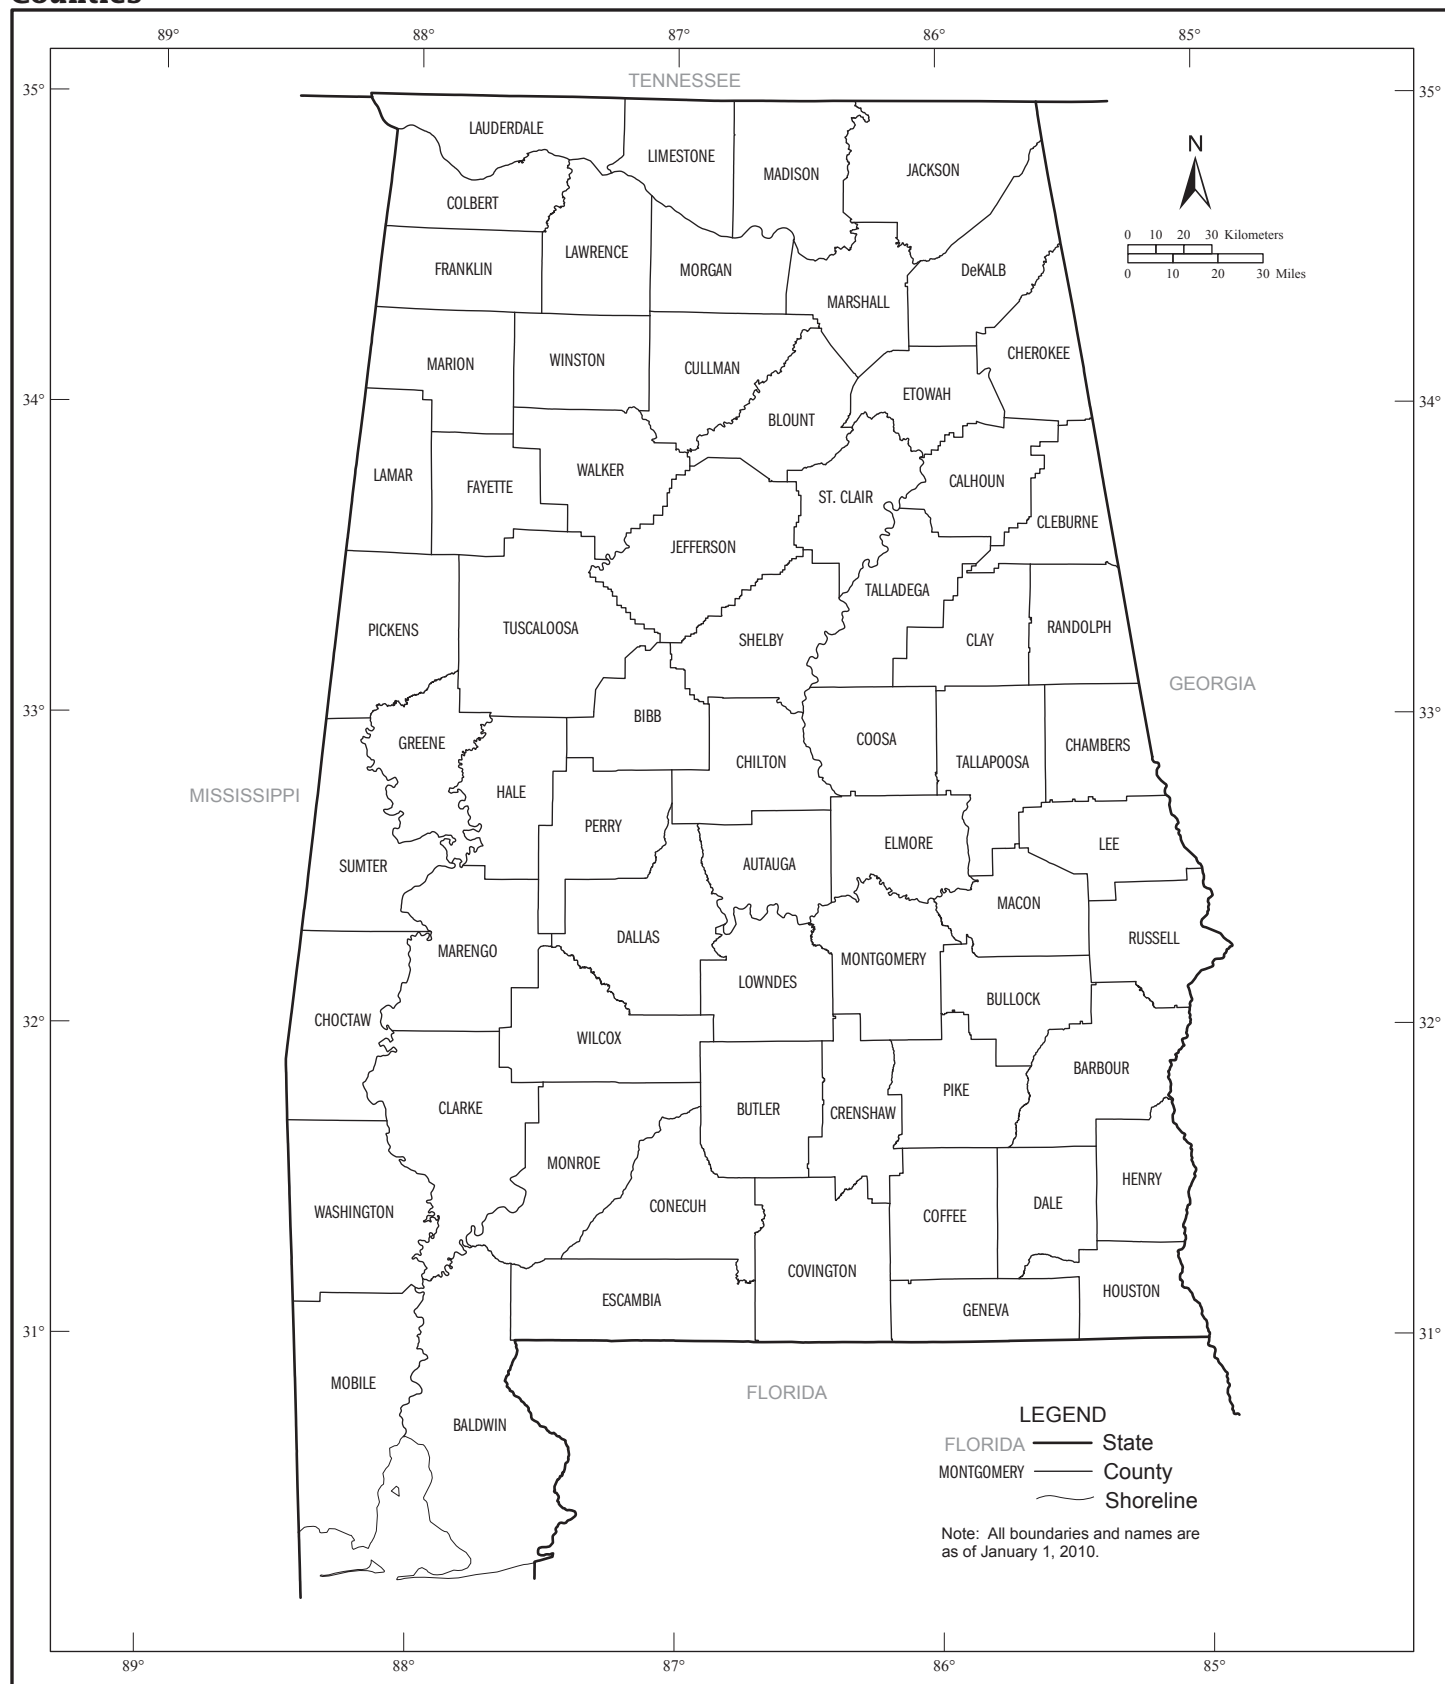 Counties
89° 88° 87° 86° 85°
TENNESSEE
35° 35°
LAUDERDALE
LIMESTONE
MADISON
JACKSON
N
COLBERT
0 10 20 30 Kilometers
0 10 20 30 Miles
LAWRENCE
FRANKLIN
MORGAN
DeKALB
MARSHALL
CHEROKEE
MARION
WINSTON
CULLMAN
ETOWAH
34° 34°
BLOUNT
LAMAR
FAYETTE
WALKER
ST. CLAIR
CALHOUN
CLEBURNE
JEFFERSON
TALLADEGA
PICKENS
TUSCALOOSA
SHELBY
CLAY
RANDOLPH
GEORGIA
33° 33°
BIBB
GREENE
COOSA
CHAMBERS
CHILTON
TALLAPOOSA
MISSISSIPPI
HALE
PERRY
ELMORE
LEE
SUMTER
AUTAUGA
MACON
MARENGO
DALLAS
RUSSELL
MONTGOMERY
LOWNDES
BULLOCK
32° 32°
CHOCTAW
WILCOX
BARBOUR
PIKE
CLARKE
BUTLER
CRENSHAW
MONROE
HENRY
WASHINGTON
CONECUH
COFFEE
DALE
COVINGTON
HOUSTON
ESCAMBIA
GENEVA
31° 31°
MOBILE
FLORIDA
BALDWIN
LEGEND
FLORIDA State
MONTGOMERY County
Shoreline
Note: All boundaries and names are
as of January 1, 2010.
89° 88° 87° 86° 85°